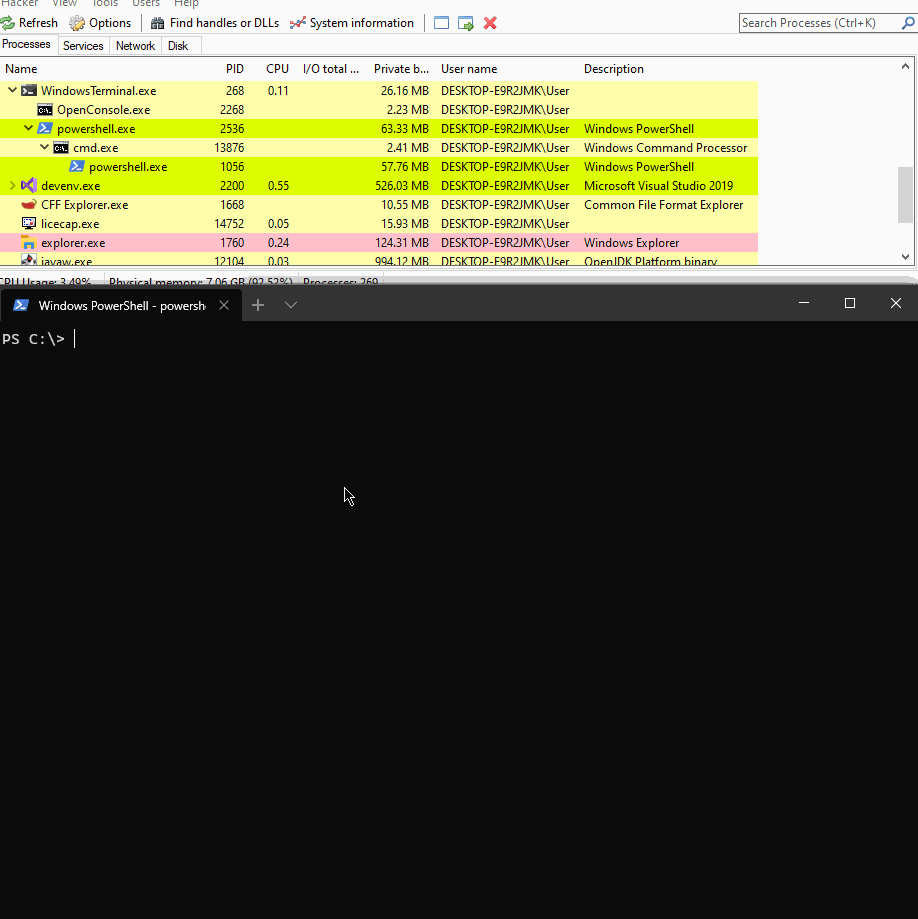 Hacker View Tools Users Help
Refresh Options Find handles or DLLs System information Search Processes (Ctrl+K)
Processes Services Network Disk
Name PID CPU I/O total ... Private b... User name Description
WindowsTerminal.exe 268 0.11 26.16 MB DESKTOP-E9R2JMK\User
OpenConsole.exe 2268 2.23 MB DESKTOP-E9R2JMK\User
powershell.exe 2536 63.33 MB DESKTOP-E9R2JMK\User Windows PowerShell
cmd.exe 13876 2.41 MB DESKTOP-E9R2JMK\User Windows Command Processor
powershell.exe 1056 57.76 MB DESKTOP-E9R2JMK\User Windows PowerShell
devenv.exe 2200 0.55 526.03 MB DESKTOP-E9R2JMK\User Microsoft Visual Studio 2019
CFF Explorer.exe 1668 10.55 MB DESKTOP-E9R2JMK\User Common File Format Explorer
licecap.exe 14752 0.05 15.93 MB DESKTOP-E9R2JMK\User
explorer.exe 1760 0.24 124.31 MB DESKTOP-E9R2JMK\User Windows Explorer
javaw.exe 12104 0.03 994.12 MB DESKTOP-E9R2JMK\User OpenJDK Platform binary
CPU Usage: 3.49% Physical memory: 7.06 GB (92.52%) Processes: 269
Windows PowerShell - powersh
PS C:\>